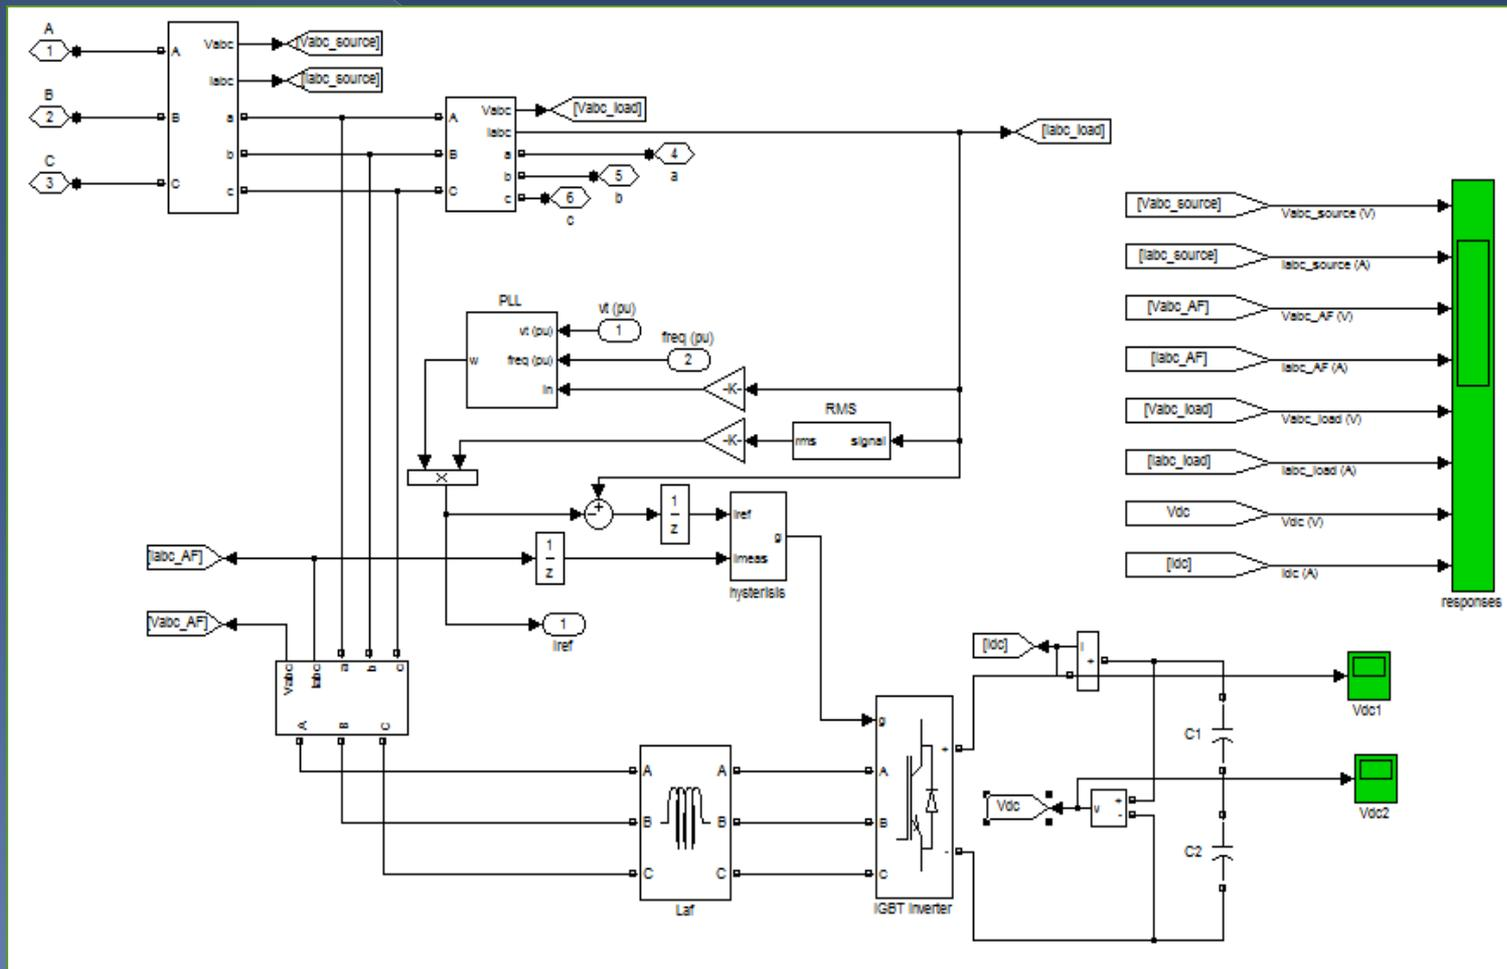 A
1
B
2
C
3
A
B
C
Vabc
Iabc
a
b
c
[Vabc_source]
[Iabc_source]
A
B
C
Vabc
Iabc
a
b
c
[Vabc_load]
[Iabc_load]
4
a
5
b
6
c
PLL
w
vt (pu)
freq (pu)
In
vt (pu)
1
freq (pu)
2
-K-
RMS
-K-
rms
signal
×
- +
1
z
1
z
Iref
Imeas
g
hysterisis
[Iabc_AF]
[Vabc_AF]
1
Iref
Vabc
Iabc
a
b
c
A
B
C
A
B
C
A
B
C
Laf
g
A
B
C
+
-
IGBT Inverter
[Idc]
i
+
Vdc
v
+
-
C1
C2
Vdc1
Vdc2
[Vabc_source]
Vabc_source (V)
[Iabc_source]
Iabc_source (A)
[Vabc_AF]
Vabc_AF (V)
[Iabc_AF]
Iabc_AF (A)
[Vabc_load]
Vabc_load (V)
[Iabc_load]
Iabc_load (A)
Vdc
Vdc (V)
[Idc]
Idc (A)
responses